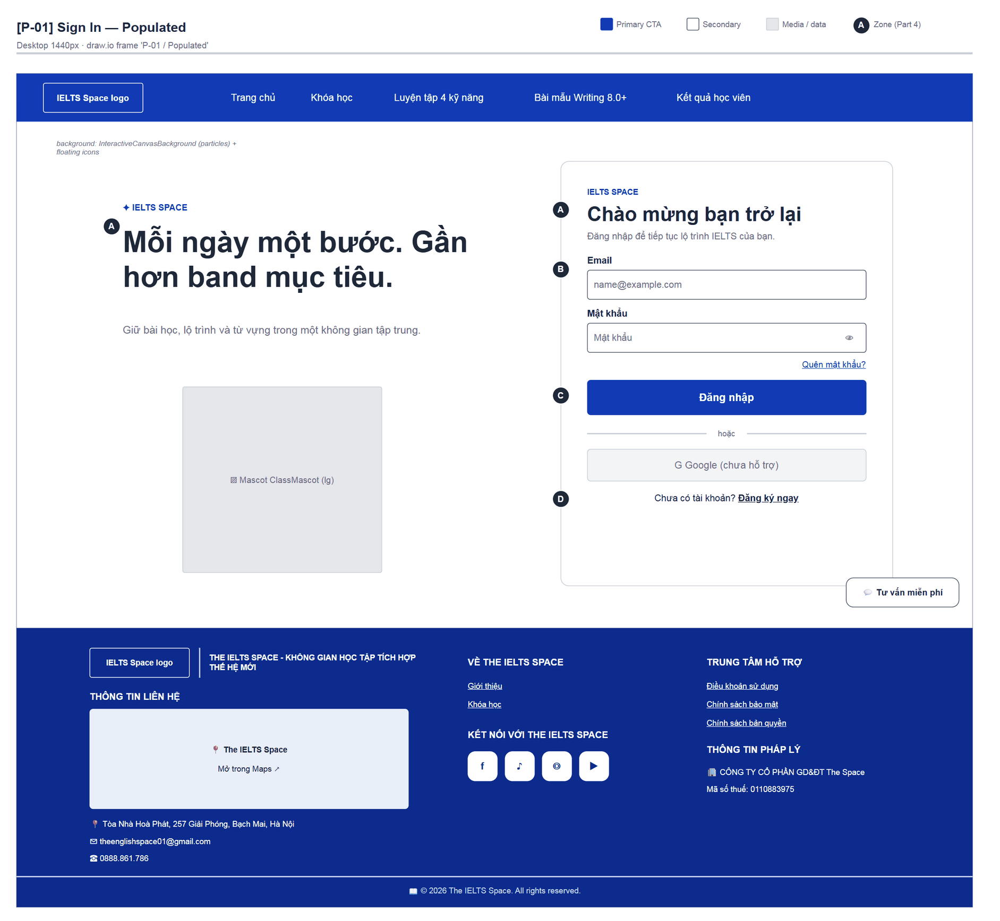 [P-01] Sign In — Populated
Desktop 1440px · draw.io frame 'P-01 / Populated'
Primary CTA
Secondary
Media / data
A Zone (Part 4)
IELTS Space logo
Trang chủ
Khóa học
Luyện tập 4 kỹ năng
Bài mẫu Writing 8.0+
Kết quả học viên
background: InteractiveCanvasBackground (particles) +
floating icons
✦ IELTS SPACE
A
Mỗi ngày một bước. Gần
hơn band mục tiêu.
Giữ bài học, lộ trình và từ vựng trong một không gian tập trung.
Mascot ClassMascot (lg)
IELTS SPACE
A
Chào mừng bạn trở lại
Đăng nhập để tiếp tục lộ trình IELTS của bạn.
B
Email
name@example.com
Mật khẩu
Mật khẩu
Quên mật khẩu?
C
Đăng nhập
hoặc
G Google (chưa hỗ trợ)
D
Chưa có tài khoản? Đăng ký ngay
Tư vấn miễn phí
IELTS Space logo
THE IELTS SPACE - KHÔNG GIAN HỌC TẬP TÍCH HỢP
THẾ HỆ MỚI
THÔNG TIN LIÊN HỆ
The IELTS Space
Mở trong Maps ↗
Tòa Nhà Hoà Phát, 257 Giải Phóng, Bạch Mai, Hà Nội
theenglishspace01@gmail.com
0888.861.786
VỀ THE IELTS SPACE
Giới thiệu
Khóa học
KẾT NỐI VỚI THE IELTS SPACE
f
TRUNG TÂM HỖ TRỢ
Điều khoản sử dụng
Chính sách bảo mật
Chính sách bản quyền
THÔNG TIN PHÁP LÝ
CÔNG TY CỔ PHẦN GD&ĐT The Space
Mã số thuế: 0110883975
© 2026 The IELTS Space. All rights reserved.